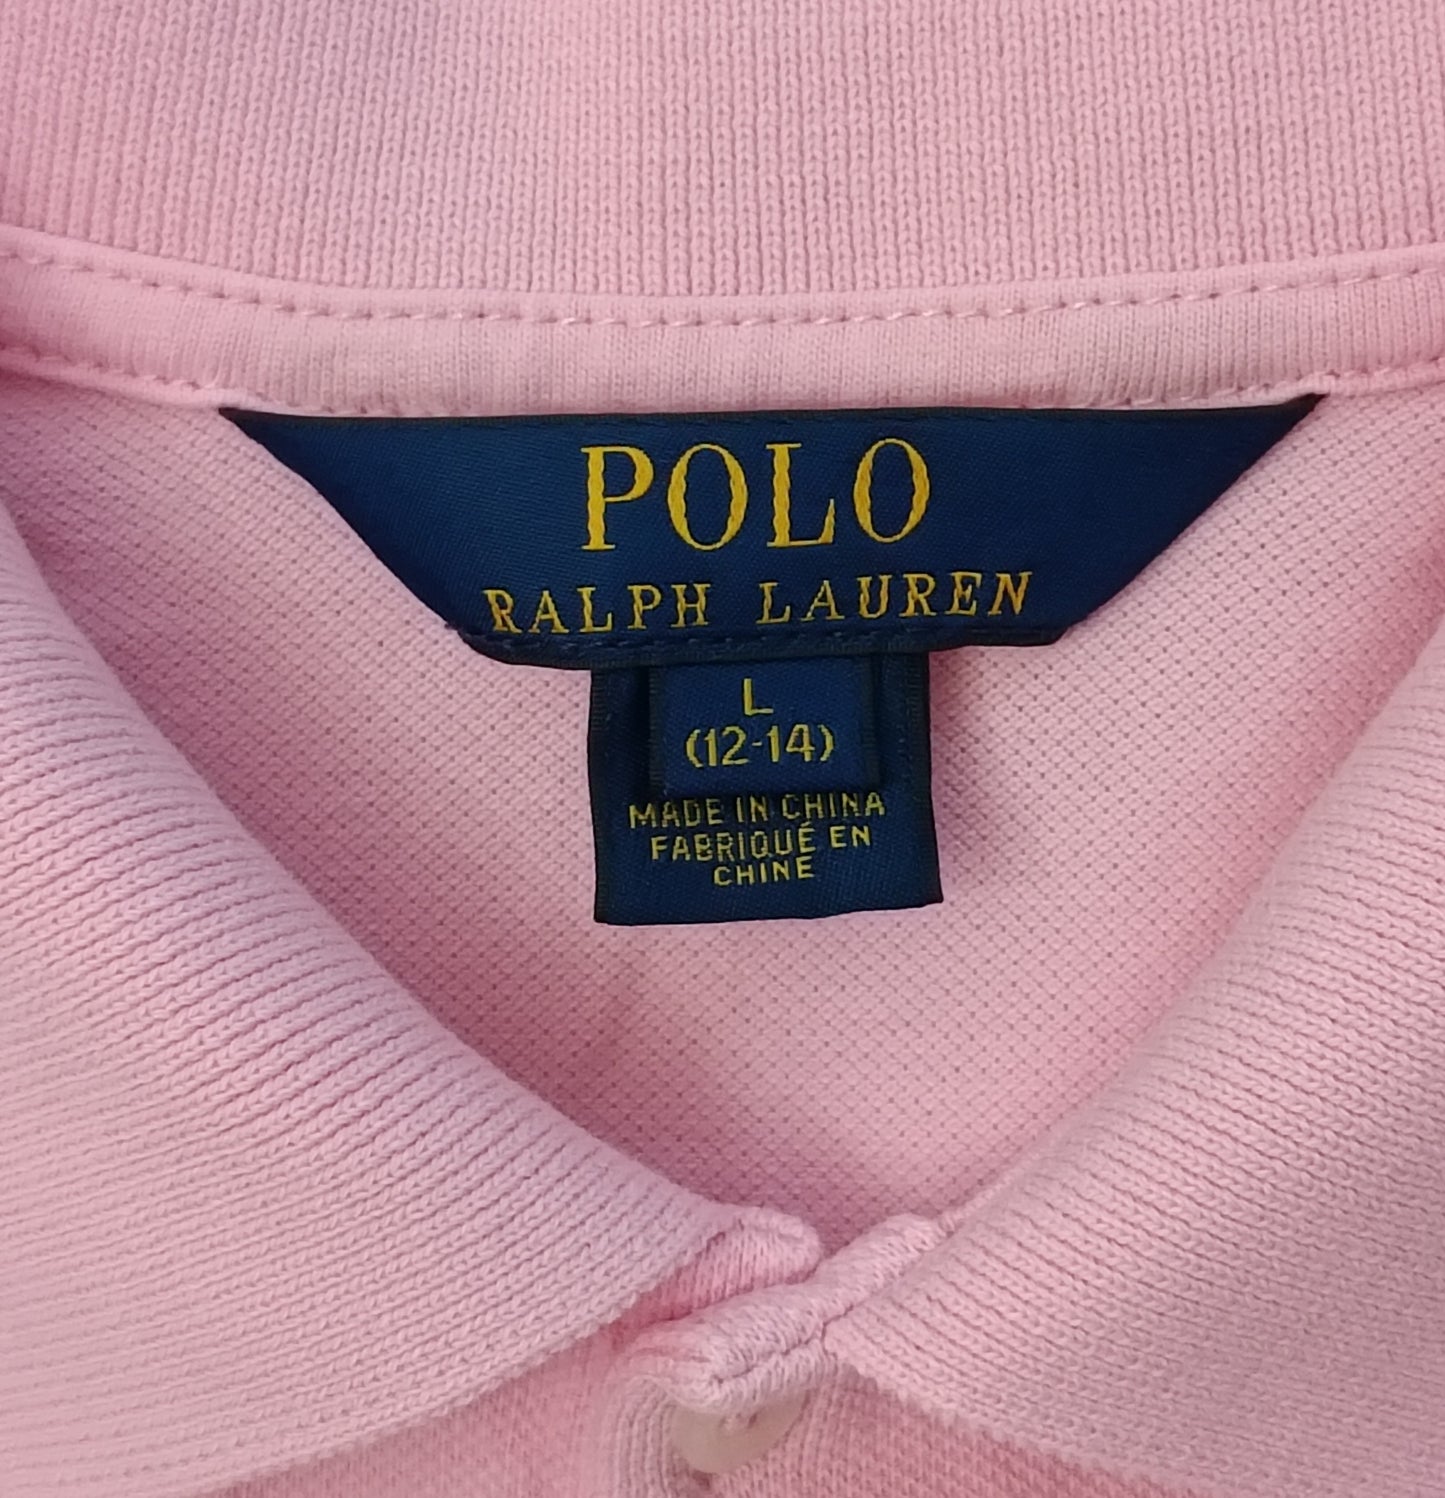 POLO
RALPH LAUREN
L
(12-14)
MADE IN CHINA
FABRIQUÉ EN
CHINE